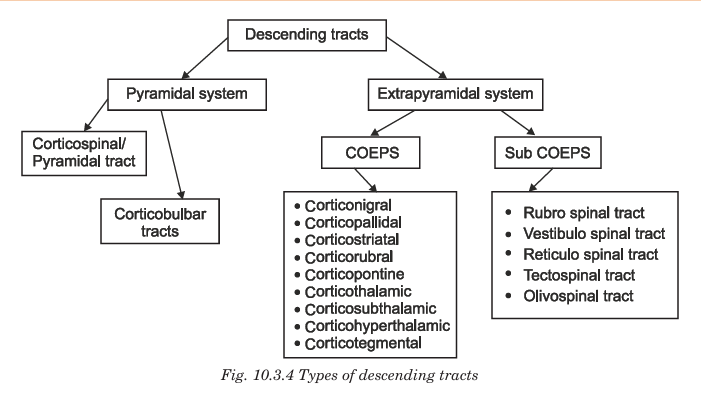 Descending tracts
Pyramidal system
Extrapyramidal system
Corticospinal/
Pyramidal tract
COEPS
Sub COEPS
Corticobulbar
tracts
• Corticonigral
• Corticopallidal
• Corticostriatal
• Corticorubral
• Corticopontine
• Corticothalamic
• Corticosubthalamic
• Corticohyperthalamic
• Corticotegmental
• Rubro spinal tract
• Vestibulo spinal tract
• Reticulo spinal tract
• Tectospinal tract
• Olivospinal tract
Fig. 10.3.4 Types of descending tracts